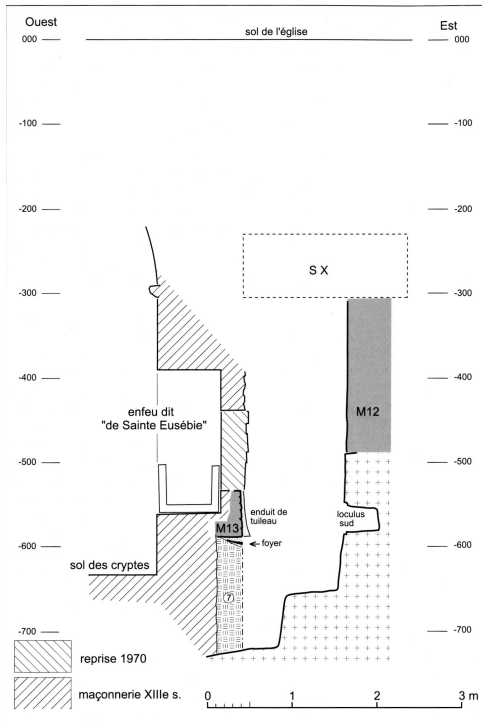 Ouest
Est
sol de l'église
000
000
-100
-100
-200
-200
S X
-300
-300
-400
-400
enfeu dit
"de Sainte Eusébie"
M12
-500
-500
enduit de
tuileau
loculus
sud
M13
foyer
-600
-600
sol des cryptes
7
-700
-700
reprise 1970
maçonnerie XIIIe s.
0 1 2 3 m